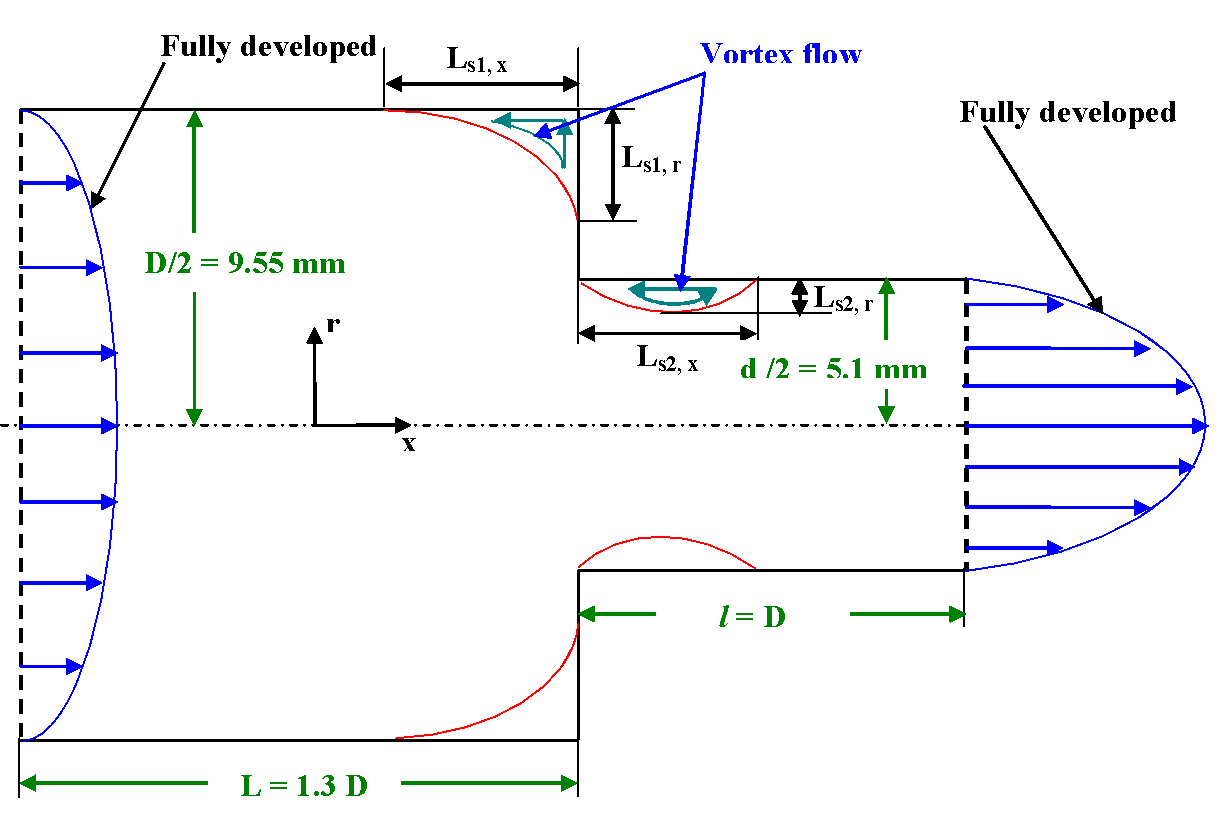 Fully developed
Ls1, x
Vortex flow
Fully developed
Ls1, r
D/2 = 9.55 mm
r
Ls2, r
Ls2, x
d /2 = 5.1 mm
x
l = D
L = 1.3 D